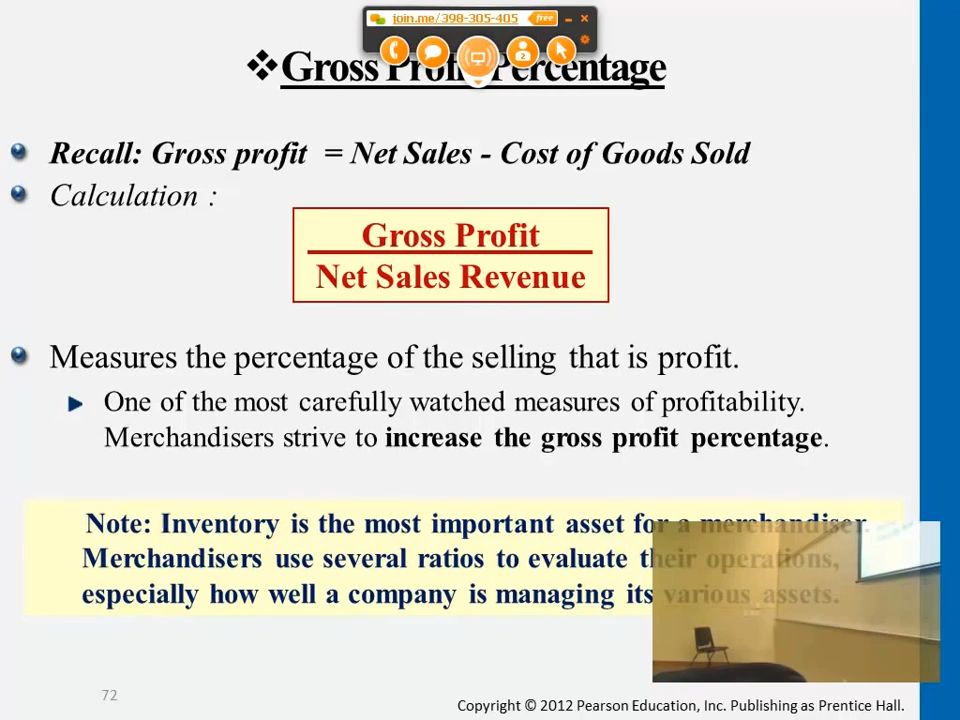 join.me/398-305-405 free
2
❖Gross Profit Percentage
Recall: Gross profit = Net Sales - Cost of Goods Sold
Calculation :
Gross Profit
Net Sales Revenue
Measures the percentage of the selling that is profit.
One of the most carefully watched measures of profitability.
Merchandisers strive to increase the gross profit percentage.
Note: Inventory is the most important asset for a merchandiser.
Merchandisers use several ratios to evaluate their operations,
especially how well a company is managing its various assets.
72
Copyright © 2012 Pearson Education, Inc. Publishing as Prentice Hall.